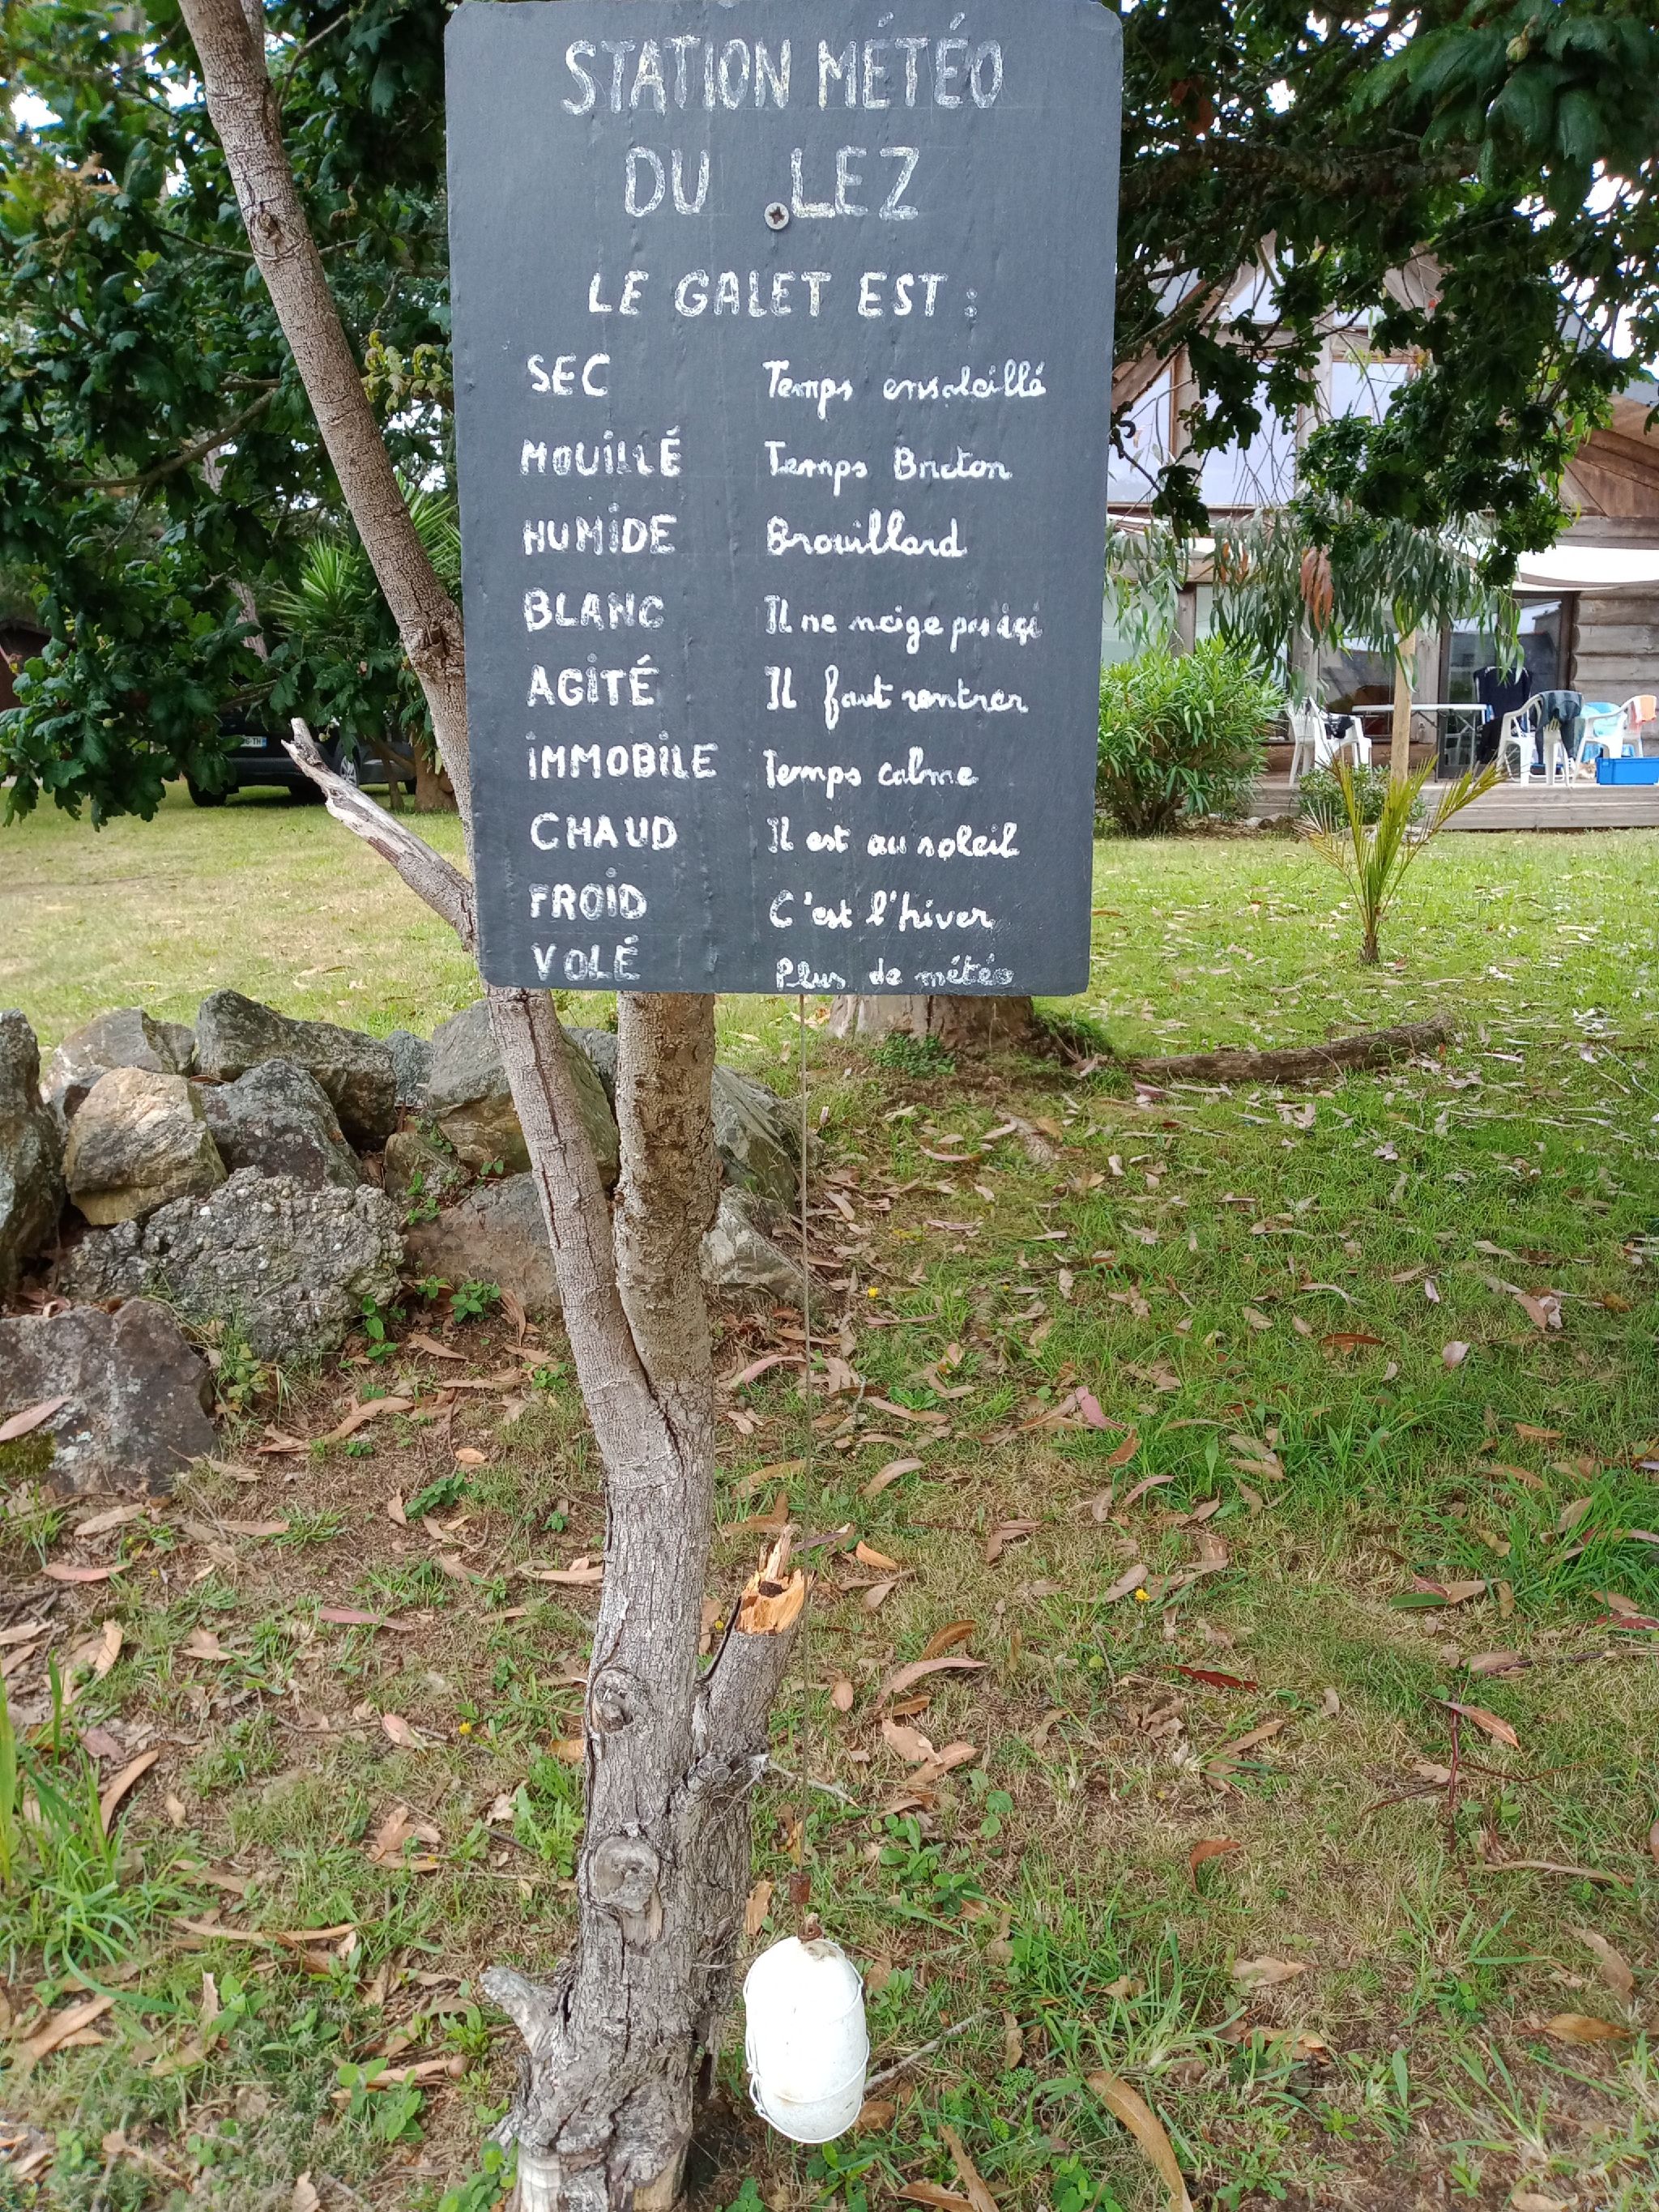 STATION MÉTÉO
DU LEZ
LE GALET EST :
SEC Temps ensoleillé
MOUILLÉ Temps Breton
HUMIDE Brouillard
BLANC Il ne neige pas içi
AGITÉ Il faut rentrer
IMMOBILE Temps calme
CHAUD Il est au soleil
FROID C'est l'hiver
VOLÉ Plus de météo